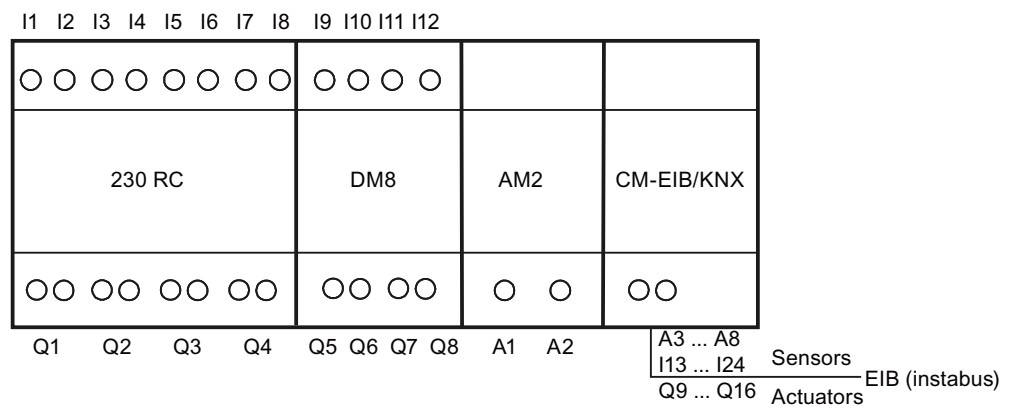 I1 I2 I3 I4 I5 I6 I7 I8 I9 I10 I11 I12
230 RC DM8 AM2 CM-EIB/KNX
Q1 Q2 Q3 Q4 Q5 Q6 Q7 Q8 A1 A2
A3 ... A8
I13 ... I24
Q9 ... Q16
Sensors
Actuators
EIB (instabus)